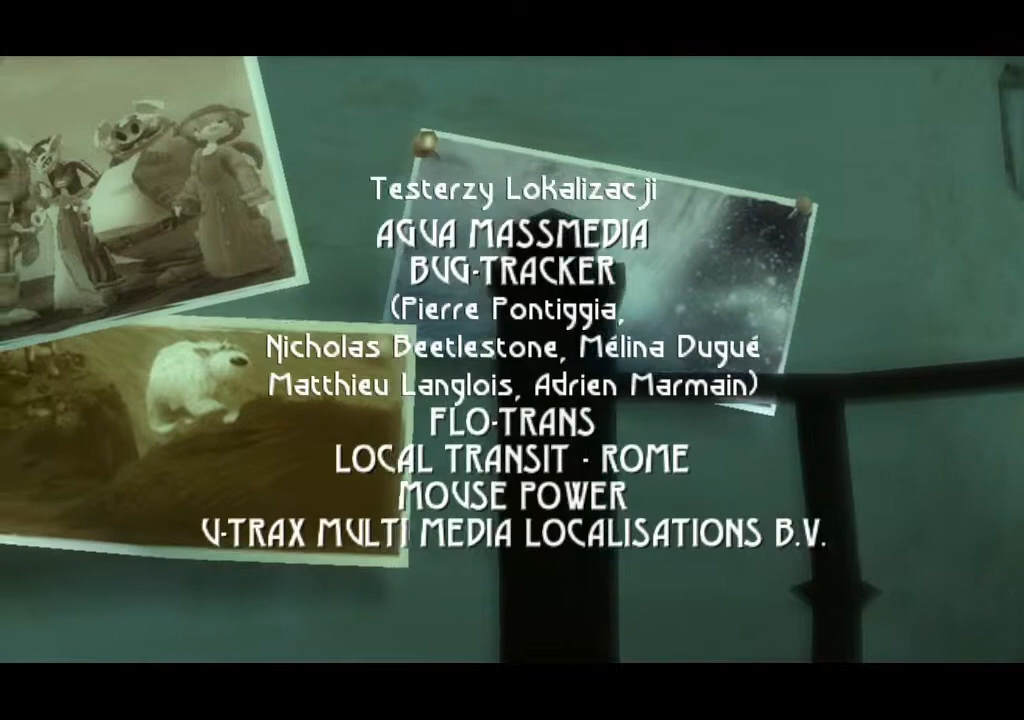 Testerzy Lokalizacji
AGUA MASSMEDIA
BUG-TRACKER
(Pierre Pontiggia,
Nicholas Beetlestone, Mélina Dugué
Matthieu Langlois, Adrien Marmain)
FLO-TRANS
LOCAL TRANSIT - ROME
MOUSE POWER
U-TRAX MULTI MEDIA LOCALISATIONS B.V.